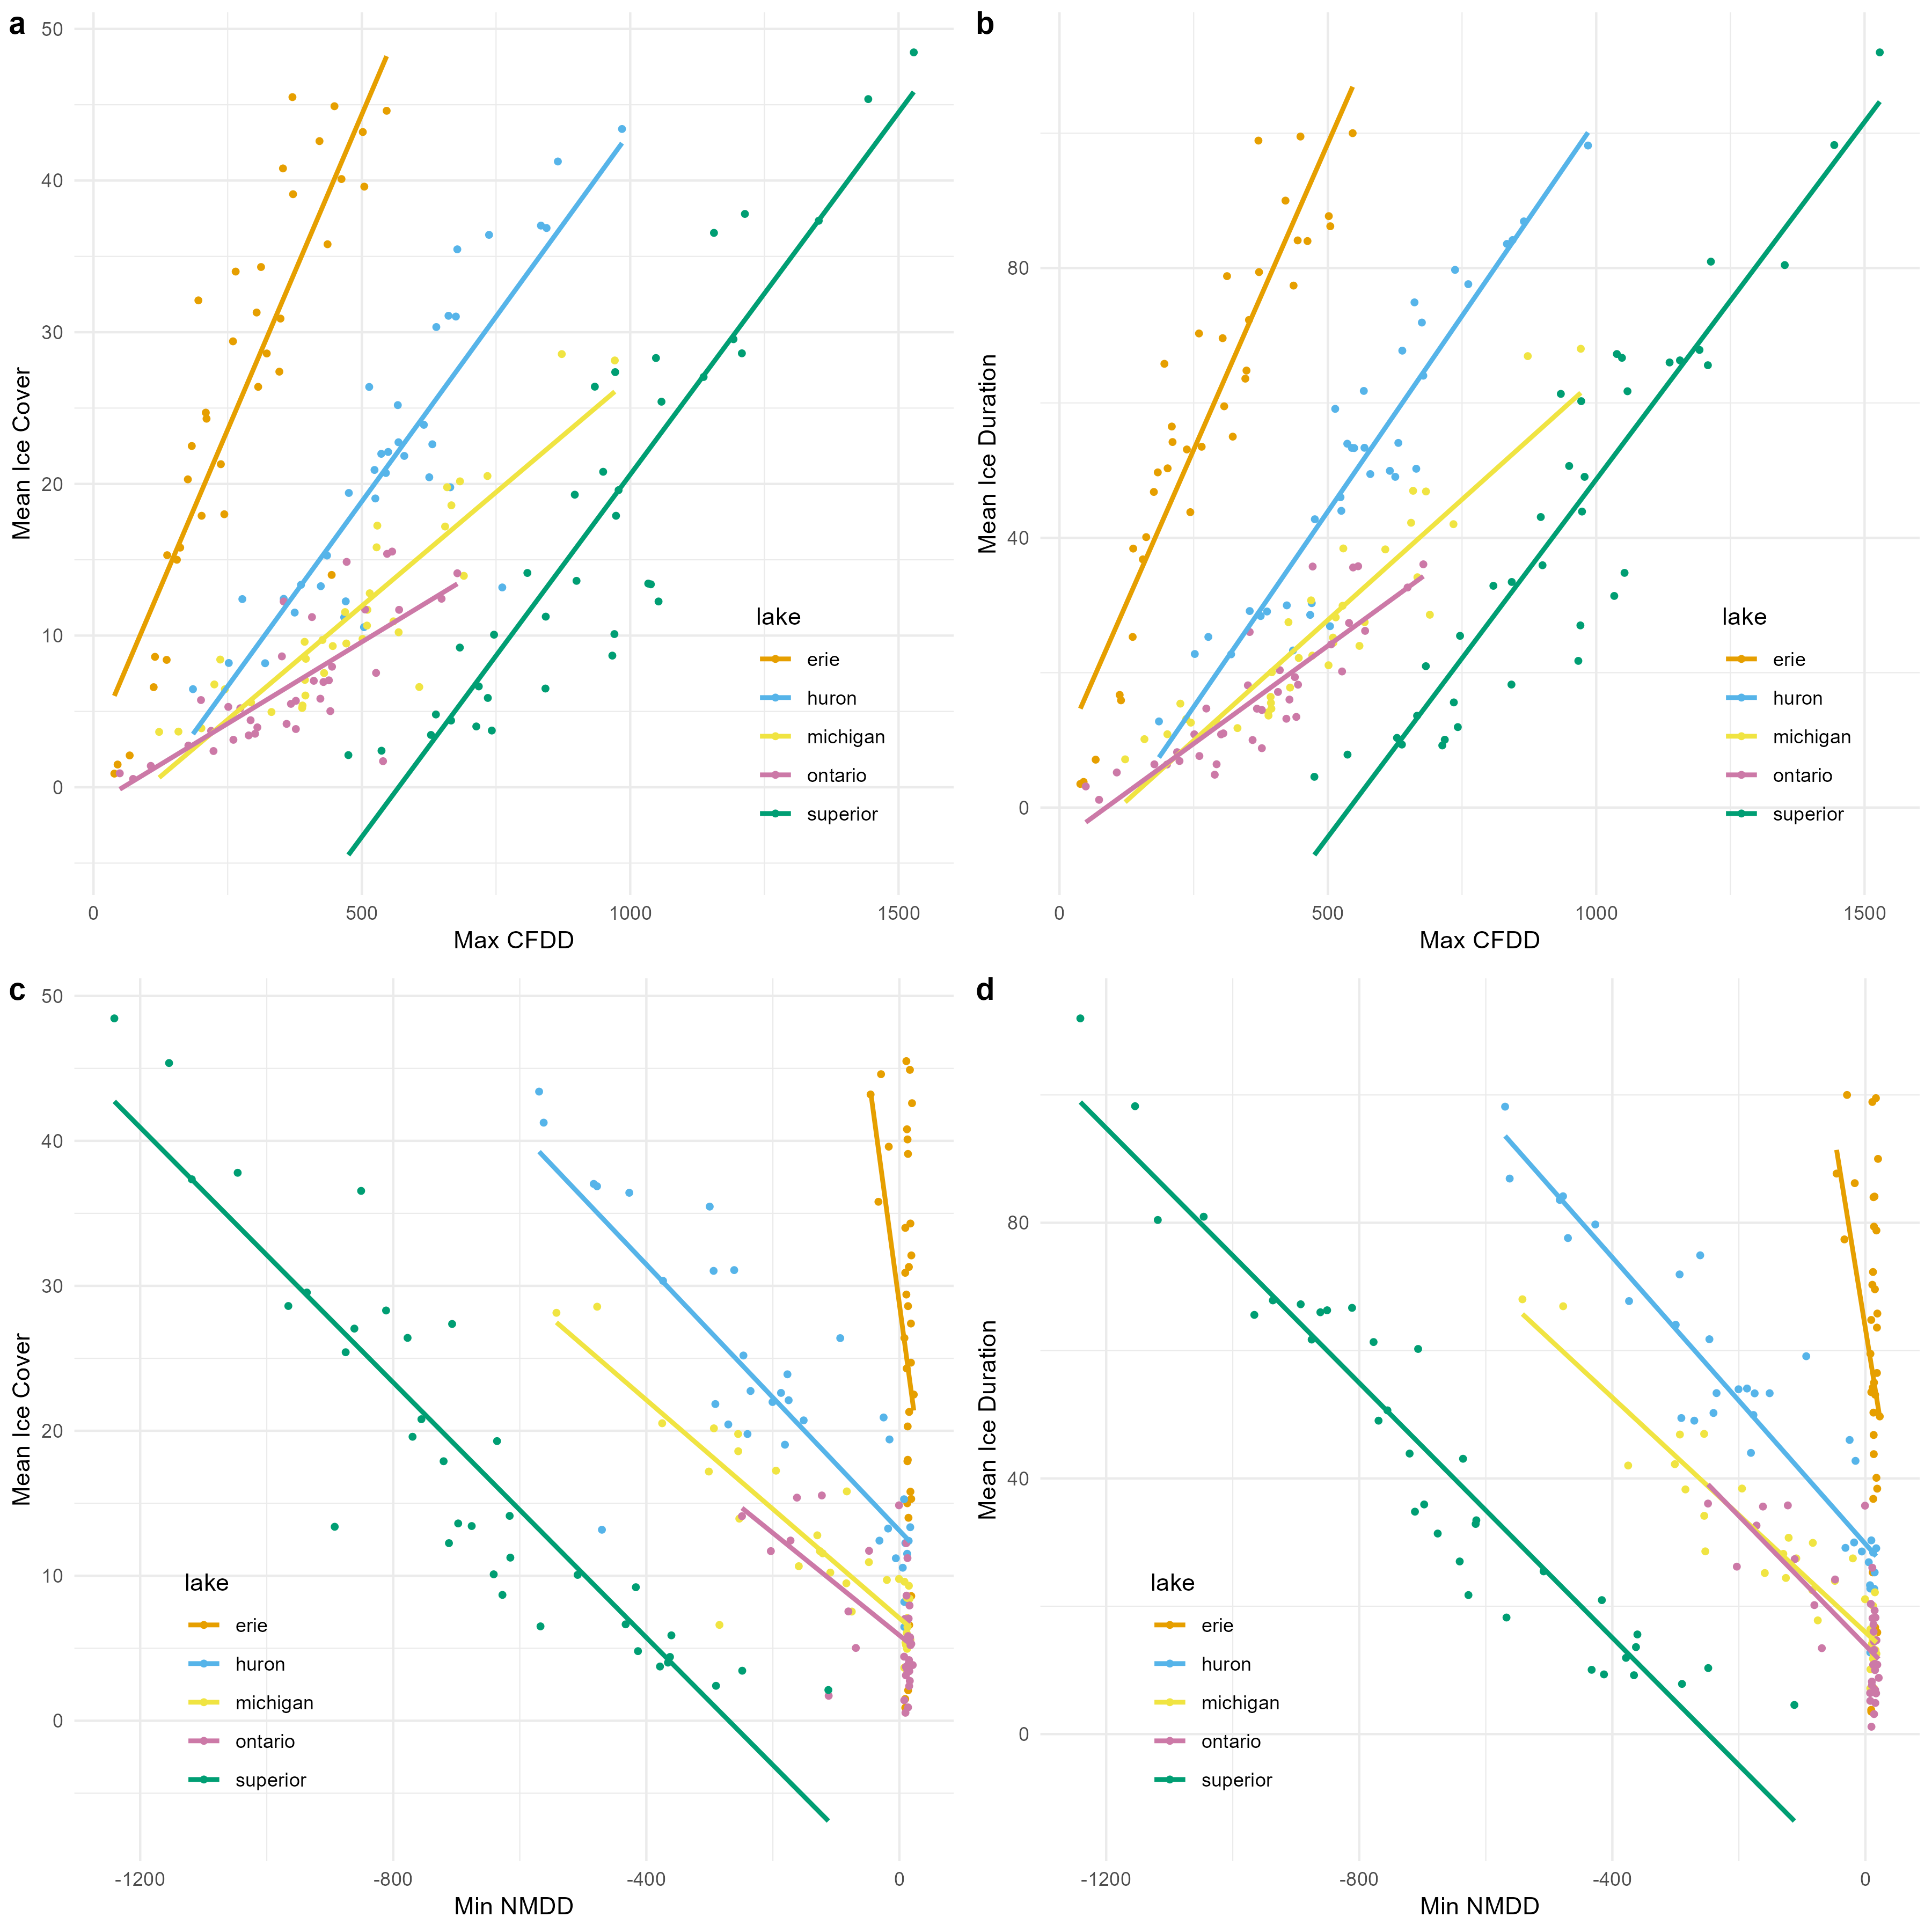 a
50
40
30
20
10
0
Mean Ice Cover
0
500
1000
1500
Max CFDD
lake
erie
huron
michigan
ontario
superior
b
80
40
0
Mean Ice Duration
0
500
1000
1500
Max CFDD
lake
erie
huron
michigan
ontario
superior
c
50
40
30
20
10
0
Mean Ice Cover
-1200
-800
-400
0
Min NMDD
lake
erie
huron
michigan
ontario
superior
d
80
40
0
Mean Ice Duration
-1200
-800
-400
0
Min NMDD
lake
erie
huron
michigan
ontario
superior